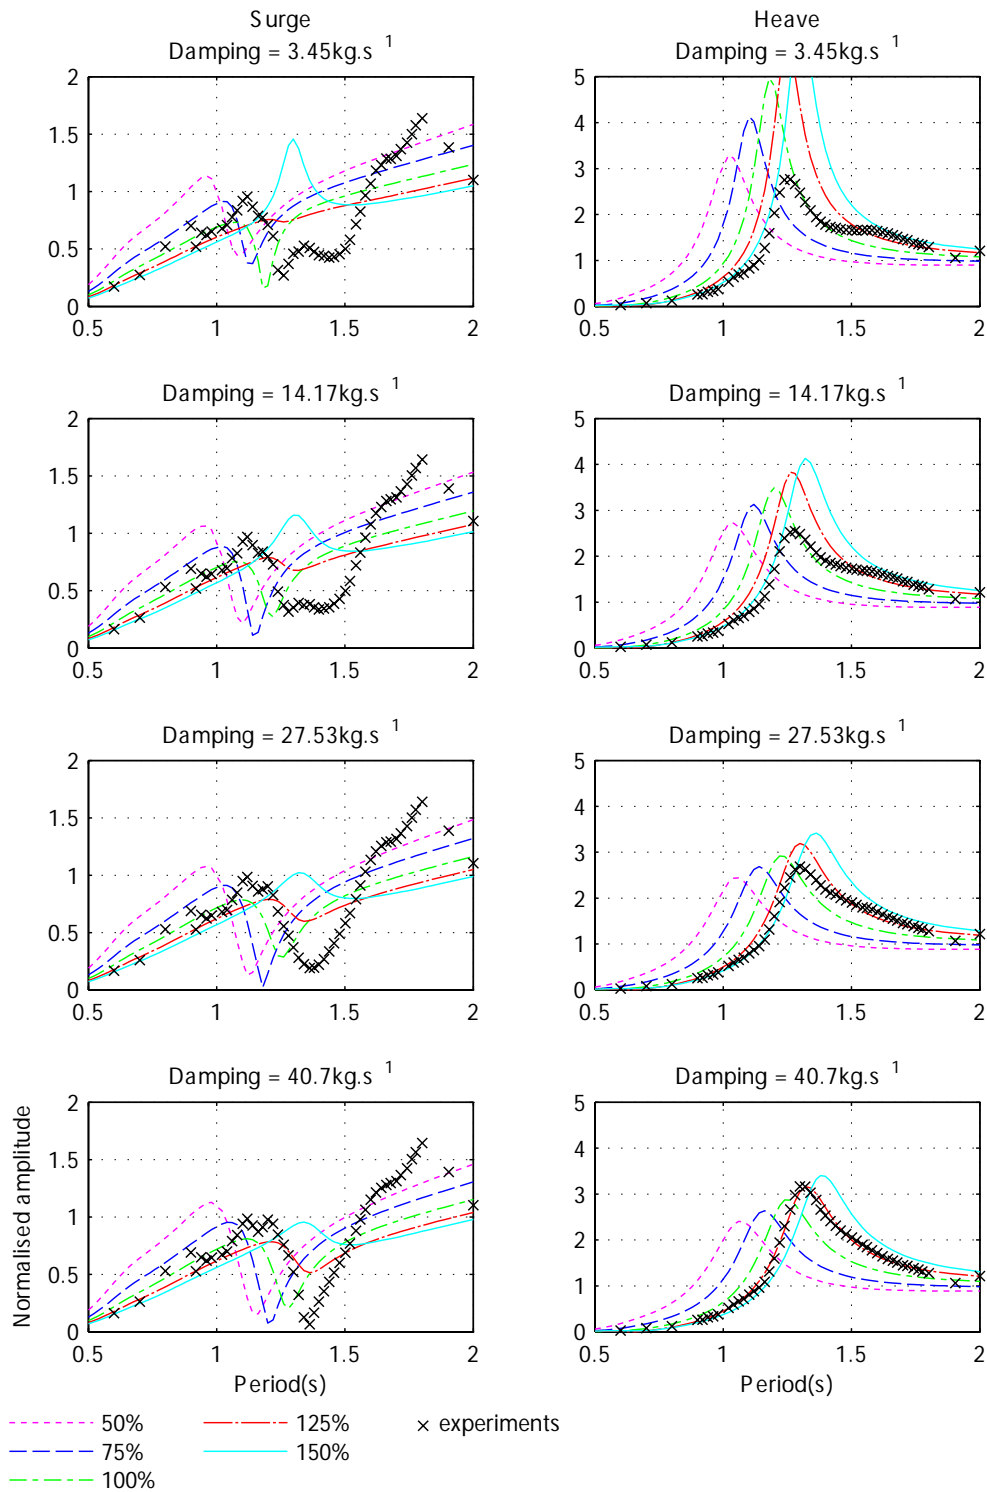 Surge
Damping = 3.45kg.s 1
2
1.5
1
0.5
0
0.5 1 1.5 2
Heave
Damping = 3.45kg.s 1
5
4
3
2
1
0
0.5 1 1.5 2
Damping = 14.17kg.s 1
2
1.5
1
0.5
0
0.5 1 1.5 2
Damping = 14.17kg.s 1
5
4
3
2
1
0
0.5 1 1.5 2
Damping = 27.53kg.s 1
2
1.5
1
0.5
0
0.5 1 1.5 2
Damping = 27.53kg.s 1
5
4
3
2
1
0
0.5 1 1.5 2
Damping = 40.7kg.s 1
Normalised amplitude
2
1.5
1
0.5
0
0.5 1 1.5 2
Period(s)
Damping = 40.7kg.s 1
5
4
3
2
1
0
0.5 1 1.5 2
Period(s)
50%
75%
100%
125%
150%
experiments